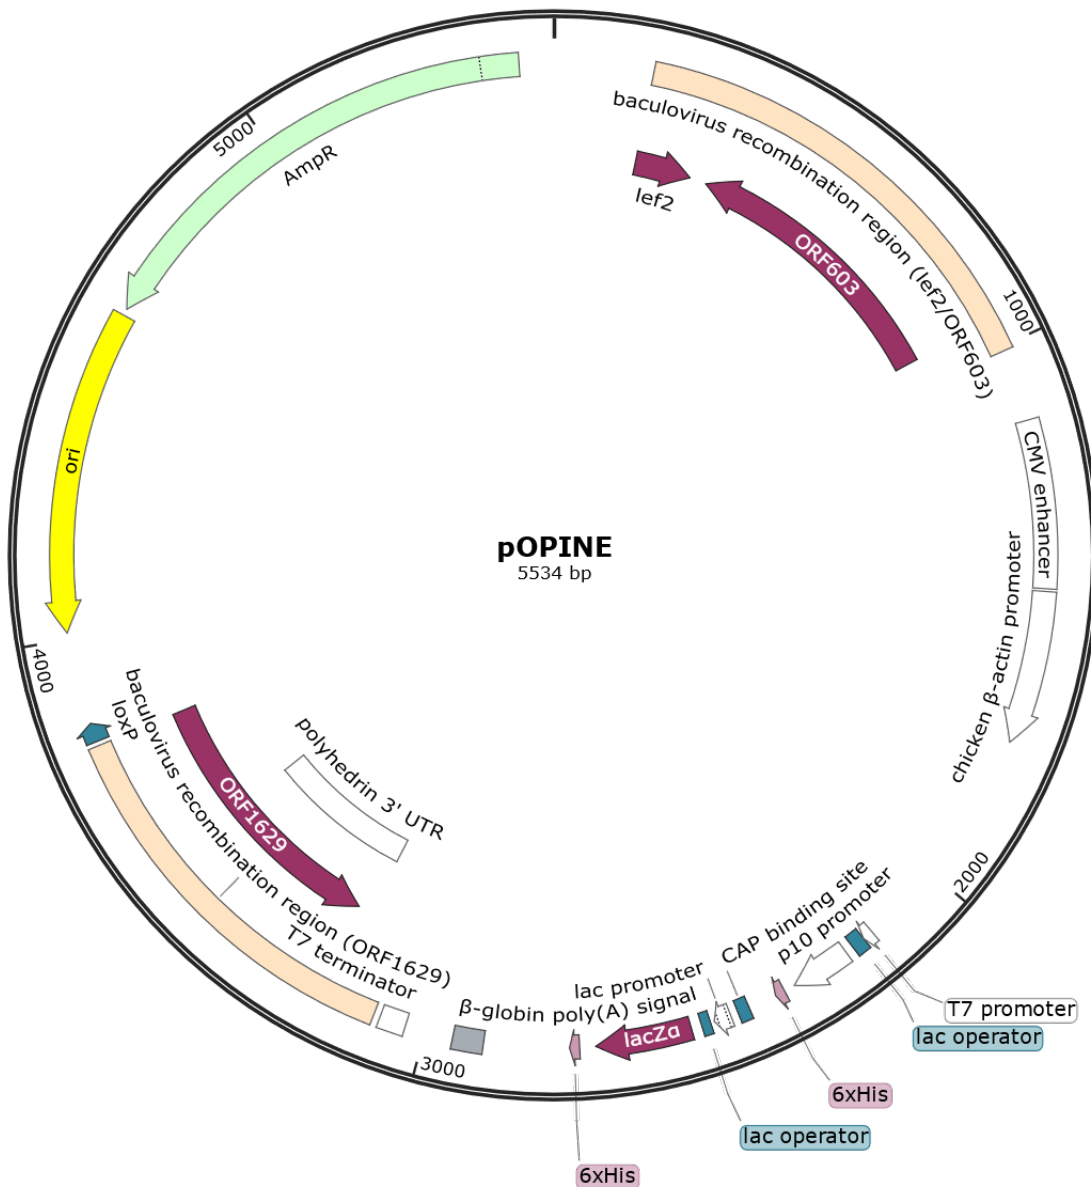 pOPINE
5534 bp
baculovirus recombination region (lef2/ORF603)
lef2
ORF603
1000
CMV enhancer
chicken β-actin promoter
2000
T7 promoter
lac operator
p10 promoter
6xHis
CAP binding site
lac promoter
lac operator
lacZα
6xHis
β-globin poly(A) signal
3000
T7 terminator
baculovirus recombination region (ORF1629)
polyhedrin 3' UTR
ORF1629
loxP
4000
ori
AmpR
5000